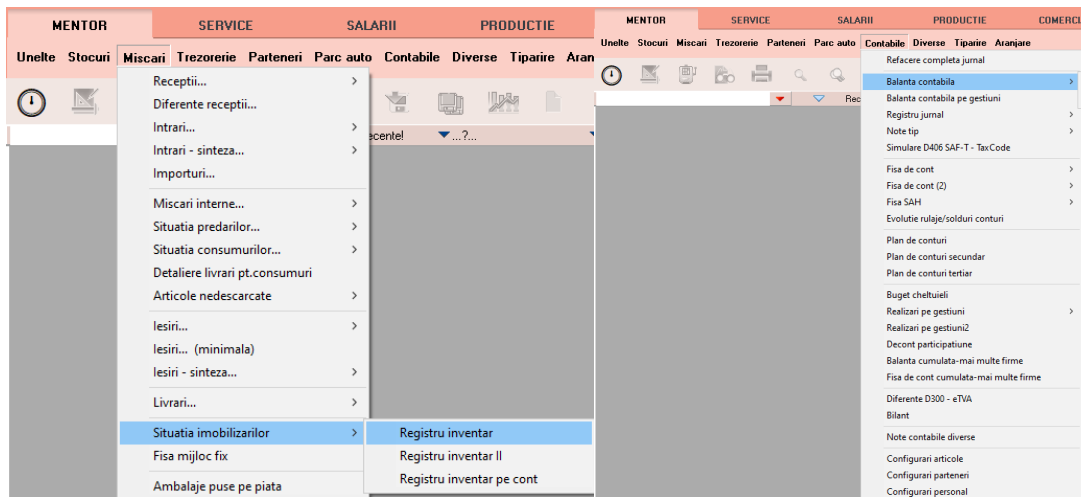 MENTOR SERVICE SALARII PRODUCTIE
Unelte Stocuri Miscari Trezorerie Parteneri Parc auto Contabile Diverse Tiparire Aran
Receptii...
Diferente receptii...
Intrari...
ecente! ...?...
Intrari - sinteza...
Importuri...
Miscari interne...
Situatia predarilor...
Situatia consumurilor...
Detaliere livrari pt.consumuri
Articole nedescarcate
Iesiri...
Iesiri... (minimala)
Iesiri - sinteza...
Livrari...
Situatia imobilizarilor
Registru inventar
Fisa mijloc fix
Registru inventar II
Registru inventar pe cont
Ambalaje puse pe piata
MENTOR SERVICE SALARII PRODUCTIE COMERCI
Unelte Stocuri Miscari Trezorerie Parteneri Parc auto Contabile Diverse Tiparire Aranjare
Refacere completa jurnal
Balanta contabila
Rec
Balanta contabila pe gestiuni
Registru jurnal
Note tip
Simulare D406 SAF-T - TaxCode
Fisa de cont
Fisa de cont (2)
Fisa SAH
Evolutie rulaje/solduri conturi
Plan de conturi
Plan de conturi secundar
Plan de conturi tertiar
Buget cheltuieli
Realizari pe gestiuni
Realizari pe gestiuni2
Decont participatiune
Balanta cumulata-mai multe firme
Fisa de cont cumulata-mai multe firme
Diferente D300 - eTVA
Bilant
Note contabile diverse
Configurari articole
Configurari parteneri
Configurari personal